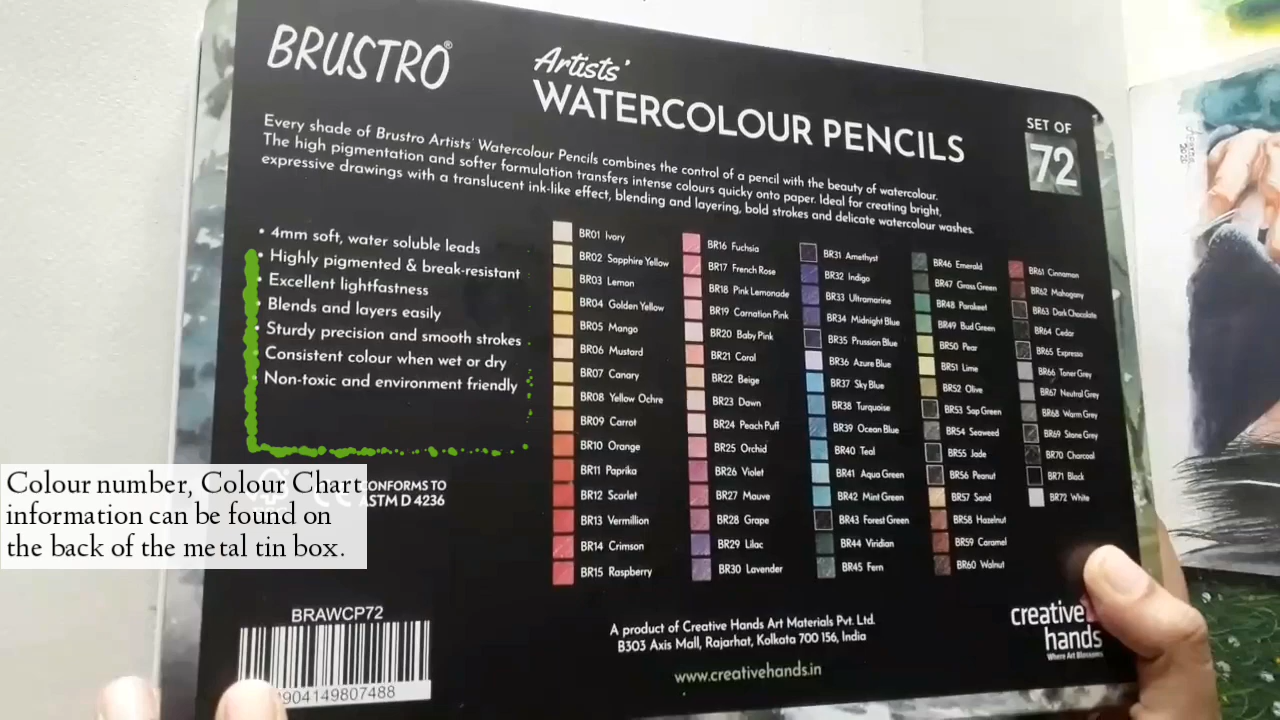 BRUSTRO®
Artists'
WATERCOLOUR PENCILS
SET OF
72
Every shade of Brustro Artists' Watercolour Pencils combines the control of a pencil with the beauty of watercolour.
The high pigmentation and softer formulation transfers intense colours quicky onto paper. Ideal for creating bright,
expressive drawings with a translucent ink-like effect, blending and layering, bold strokes and delicate watercolour washes.
• 4mm soft, water soluble leads
• Highly pigmented & break-resistant
• Excellent lightfastness
• Blends and layers easily
• Sturdy precision and smooth strokes
• Consistent colour when wet or dry
• Non-toxic and environment friendly
BR01 Ivory
BR02 Sapphire Yellow
BR03 Lemon
BR04 Golden Yellow
BR05 Mango
BR06 Mustard
BR07 Canary
BR08 Yellow Ochre
BR09 Carrot
BR10 Orange
BR11 Paprika
BR12 Scarlet
BR13 Vermillion
BR14 Crimson
BR15 Raspberry
BR16 Fuchsia
BR17 French Rose
BR18 Pink Lemonade
BR19 Carnation Pink
BR20 Baby Pink
BR21 Coral
BR22 Beige
BR23 Dawn
BR24 Peach Puff
BR25 Orchid
BR26 Violet
BR27 Mauve
BR28 Grape
BR29 Lilac
BR30 Lavender
BR31 Amethyst
BR32 Indigo
BR33 Ultramarine
BR34 Midnight Blue
BR35 Prussian Blue
BR36 Azure Blue
BR37 Sky Blue
BR38 Turquoise
BR39 Ocean Blue
BR40 Teal
BR41 Aqua Green
BR42 Mint Green
BR43 Forest Green
BR44 Viridian
BR45 Fern
BR46 Emerald
BR47 Grass Green
BR48 Parakeet
BR49 Bud Green
BR50 Pear
BR51 Lime
BR52 Olive
BR53 Sap Green
BR54 Seaweed
BR55 Jade
BR56 Peanut
BR57 Sand
BR58 Hazelnut
BR59 Caramel
BR60 Walnut
BR61 Cinnamon
BR62 Mahogany
BR63 Dark Chocolate
BR64 Cedar
BR65 Expresso
BR66 Toner Grey
BR67 Neutral Grey
BR68 Warm Grey
BR69 Stone Grey
BR70 Charcoal
BR71 Black
BR72 White
CONFORMS TO
ASTM D 4236
Colour number, Colour Chart
information can be found on
the back of the metal tin box.
BRAWCP72
904149807488
A product of Creative Hands Art Materials Pvt. Ltd.
B303 Axis Mall, Rajarhat, Kolkata 700 156, India
www.creativehands.in
creative
hands
Where Art Blossoms